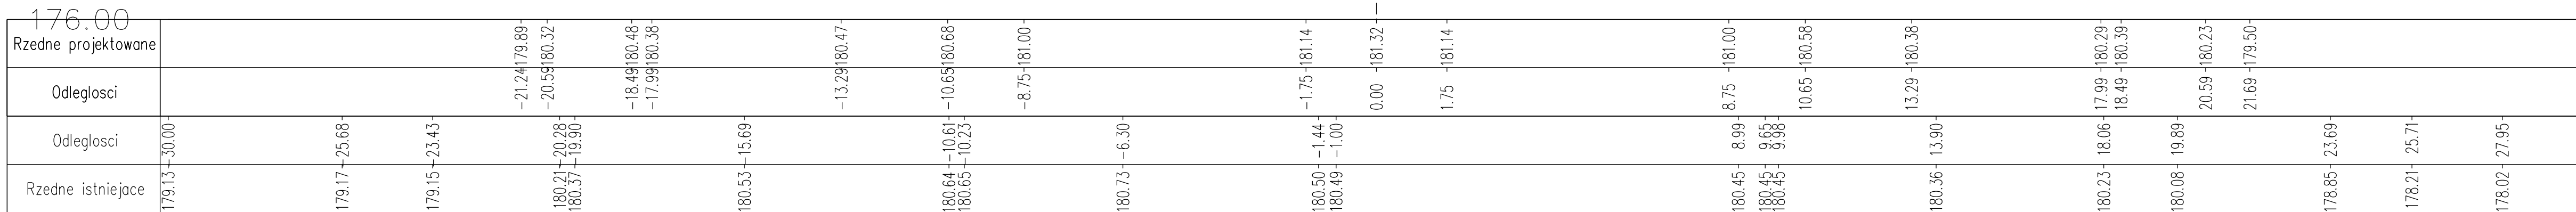 176.00
Rzedne projektowane 179.89 180.32 180.48 180.38 180.47 180.68 181.00 181.14 181.32 181.14 181.00 180.58 180.38 180.29 180.39 180.23 179.50
Odleglosci -21.24 -20.59 -18.49 -17.99 -13.29 -10.65 -8.75 -1.75 0.00 1.75 8.75 10.65 13.29 17.99 18.49 20.59 21.69
Odleglosci -30.00 -25.68 -23.43 -20.28 -19.90 -15.69 -10.61 -10.23 -6.30 -1.44 -1.00 8.99 9.65 9.98 13.90 18.06 19.89 23.69 25.71 27.95
Rzedne istniejace 179.13 179.17 179.15 180.21 180.37 180.53 180.64 180.65 180.73 180.50 180.49 180.45 180.45 180.45 180.36 180.23 180.08 178.85 178.21 178.02